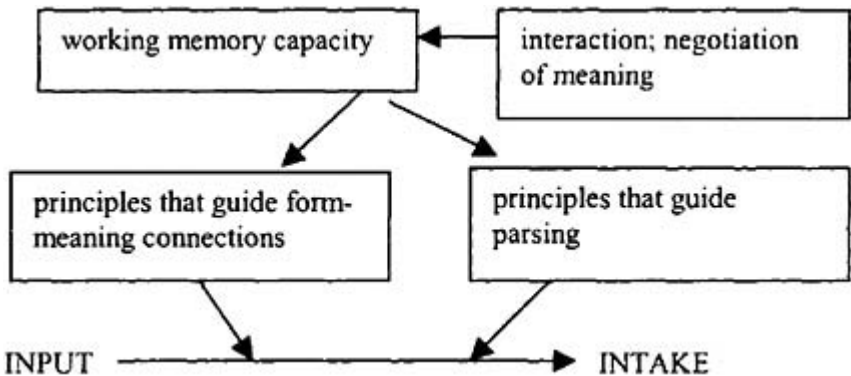 working memory capacity
interaction; negotiation
of meaning
principles that guide form-
meaning connections
principles that guide
parsing
INPUT
INTAKE